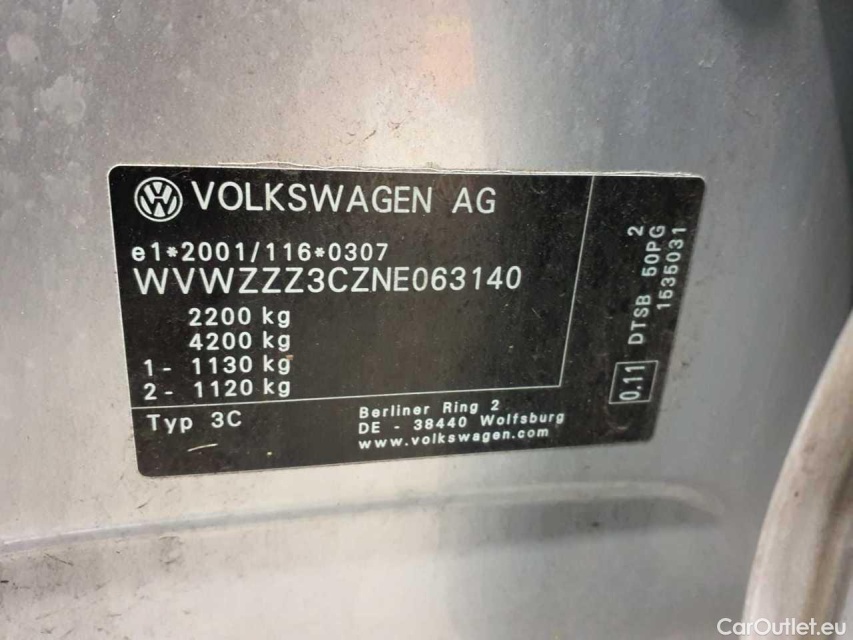 VOLKSWAGEN AG
e1*2001/116*0307
WVWZZZ3CZNE063140
2200 kg
4200 kg
1- 1130 kg
2- 1120 kg
Typ 3C
Berliner Ring 2
DE - 38440 Wolfsburg
www.volkswagen.com
0.11
DTSB 50PG 2
1535031
CarOutlet.eu